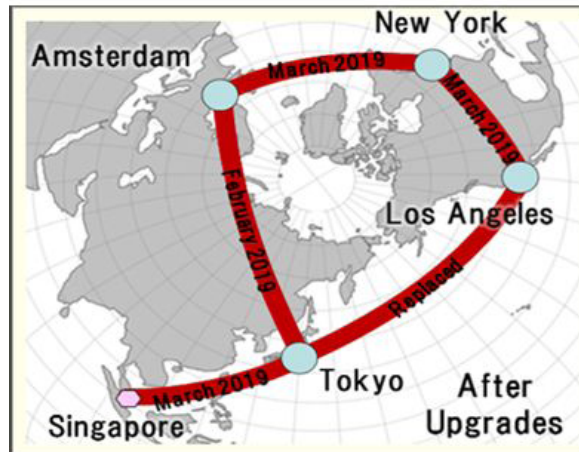 New York
Amsterdam
March 2019
March 2019
February 2019
Los Angeles
Replaced
March 2019
Tokyo
Singapore
After
Upgrades